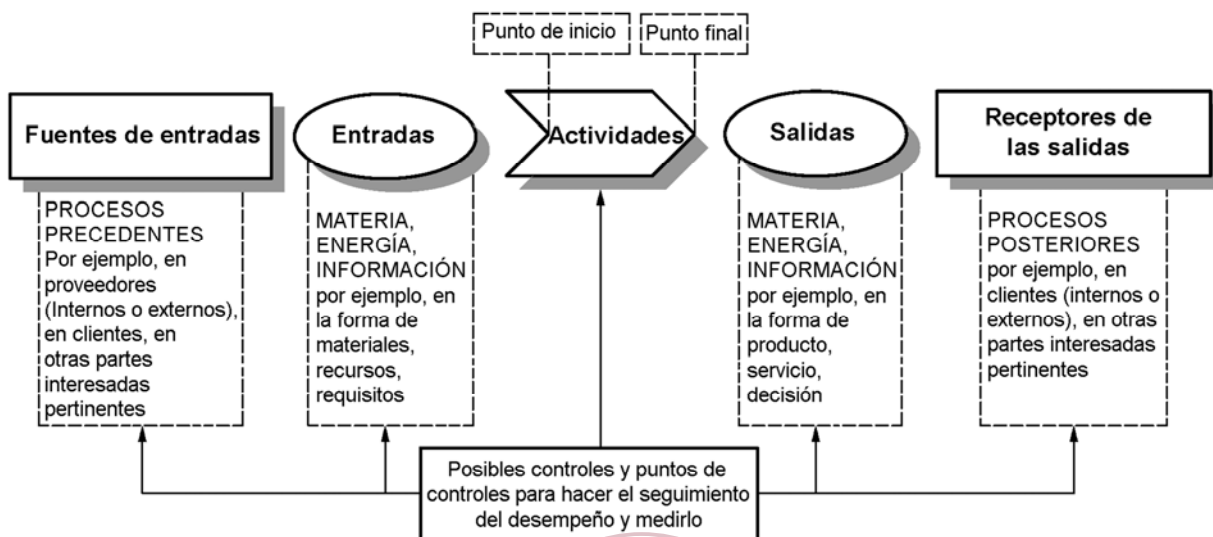 Punto de inicio
Punto final
Fuentes de entradas
Entradas
Actividades
Salidas
Receptores de
las salidas
PROCESOS
PRECEDENTES
Por ejemplo, en
proveedores
(Internos o externos),
en clientes, en
otras partes
interesadas
pertinentes
MATERIA,
ENERGÍA,
INFORMACIÓN
por ejemplo, en
la forma de
materiales,
recursos,
requisitos
MATERIA,
ENERGÍA,
INFORMACIÓN
por ejemplo, en
la forma de
producto,
servicio,
decisión
PROCESOS
POSTERIORES
por ejemplo, en
clientes (internos o
externos), en otras
partes interesadas
pertinentes
Posibles controles y puntos de
controles para hacer el seguimiento
del desempeño y medirlo